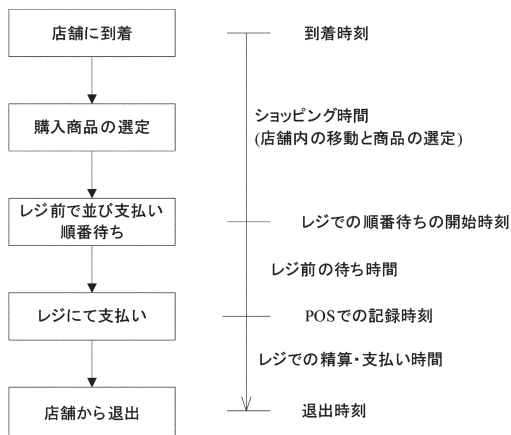 店舗に到着
到着時刻
ショッピング時間
(店舗内の移動と商品の選定)
購入商品の選定
レジ前で並び支払い
順番待ち
レジでの順番待ちの開始時刻
レジ前の待ち時間
レジにて支払い
POSでの記録時刻
レジでの精算・支払い時間
店舗から退出
退出時刻